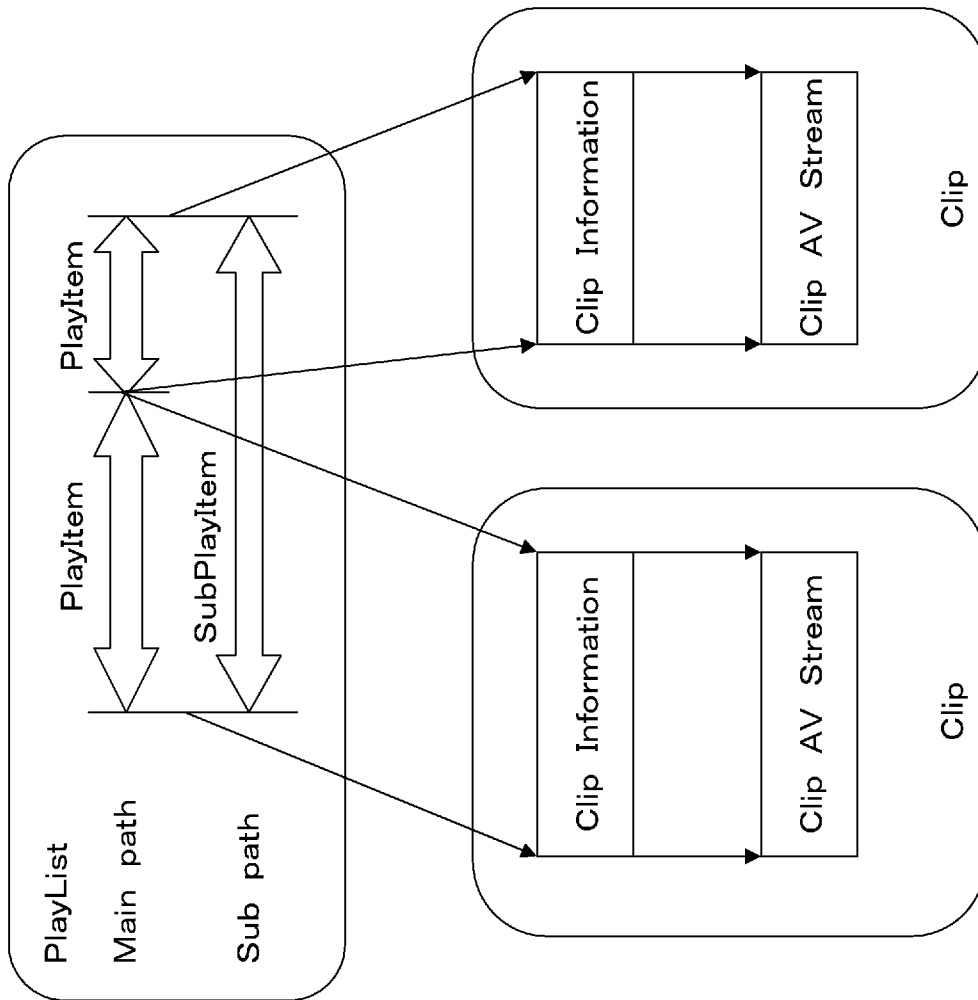 PlayList
PlayItem
PlayItem
Main path
SubPlayItem
Sub path
Clip Information
Clip Information
Clip AV Stream
Clip AV Stream
Clip
Clip